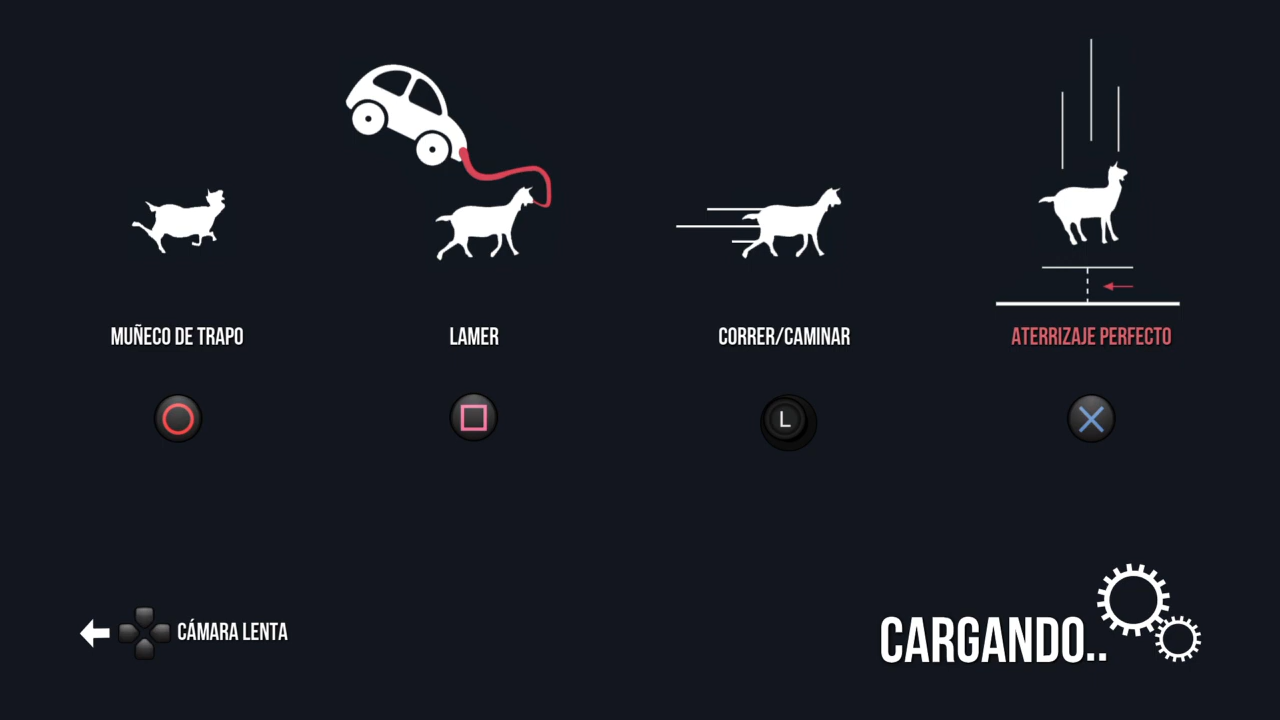 MUÑECO DE TRAPO
LAMER
CORRER/CAMINAR
ATERRIZAJE PERFECTO
L
CÁMARA LENTA
CARGANDO..